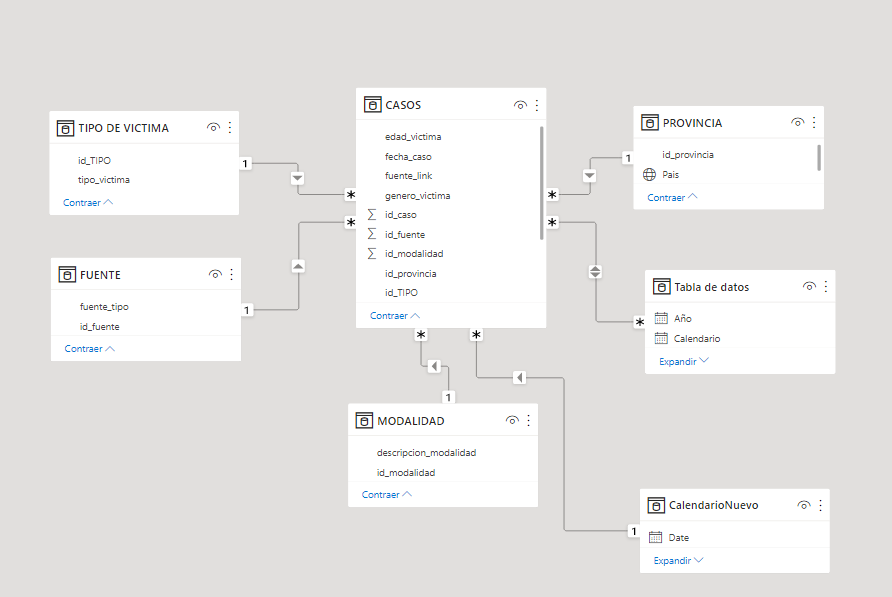 TIPO DE VICTIMA
id_TIPO
tipo_victima
Contraer
1
*
FUENTE
fuente_tipo
id_fuente
Contraer
1
*
CASOS
edad_victima
fecha_caso
fuente_link
genero_victima
id_caso
id_fuente
id_modalidad
id_provincia
id_TIPO
Contraer
*
1
MODALIDAD
descripcion_modalidad
id_modalidad
Contraer
PROVINCIA
id_provincia
Pais
Contraer
1
*
Tabla de datos
Año
Calendario
Expandir
*
*
CalendarioNuevo
Date
Expandir
1
*